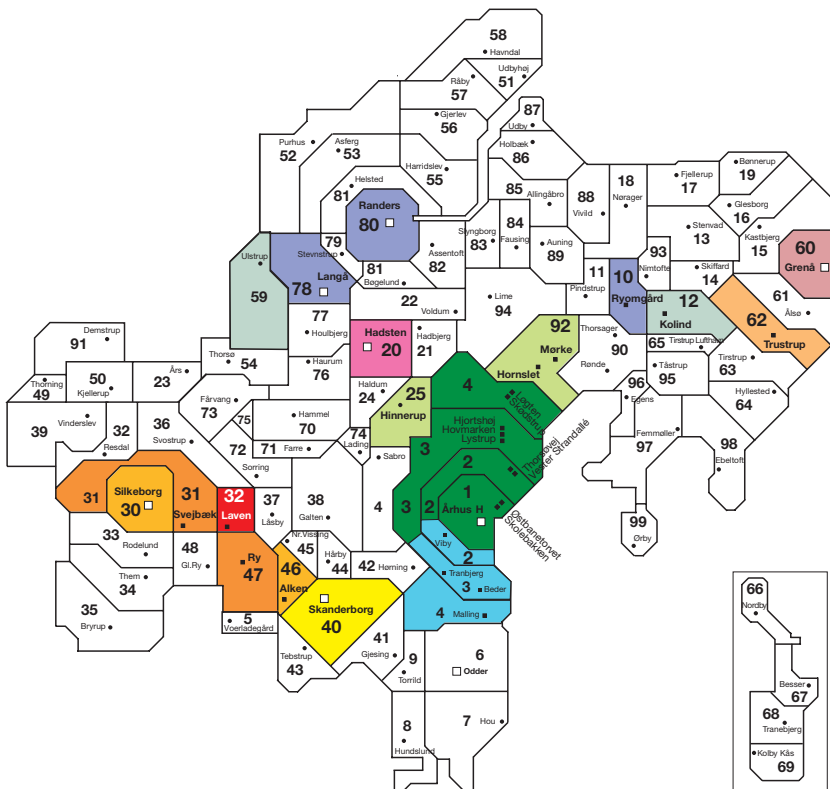 58
Havndal
Udbyhøj
51
Råby
57
Gjerlev
56
87
Udby
Holbæk
86
Purhus
52
Asferg
53
Harridslev
55
Helsted
81
Randers
80
85
Allingåbro
88
Vivild
18
Nørager
Fjellerup
17
Bønnerup
19
Glesborg
16
Stenvad
13
Kastbjerg
15
60
Grenå
Slyngborg
83
84
Fausing
Auning
89
79
Stevnstrup
Assentoft
82
81
Bøgelund
Ulstrup
59
78
Langå
93
Nimtofte
Skiffard
14
11
Pindstrup
10
Ryomgård
12
Kolind
61
Ålsø
62
Trustrup
22
Voldum
Lime
94
77
Houlbjerg
Hadsten
20
Hadbjerg
21
92
Mørke
Hornslet
Thorsager
90
Rønde
65
Tirstrup Lufthavn
Tåstrup
95
Tirstrup
63
Hyllested
64
Demstrup
91
Thorning
49
50
Kjellerup
Års
23
Thorsø
54
Haurum
76
Haldum
24
25
Hinnerup
4
Løgten
Skødstrup
96
Egens
Femmøller
97
98
Ebeltoft
99
Ørby
Vinderslev
39
32
Resdal
36
Svostrup
Fårvang
73
Hammel
70
75
72
71
Farre
74
Lading
Sabro
3
Hjortshøj
Hovmarken
Lystrup
2
Thorsøvej
Vester Strandallé
Sorring
31
Silkeborg
30
31
Svejbæk
32
Laven
37
Låsby
38
Galten
4
3
2
1
Århus H
Østbanetorvet
Skolebakken
33
Rodelund
48
Gl.Ry
Ry
47
Nr.Vissing
45
46
Alken
Hårby
44
42
Hørning
Viby
2
Tranbjerg
3
Beder
4
Malling
Them
34
35
Bryrup
5
Voerladegård
Skanderborg
40
Tebstrup
43
41
Gjesing
9
Torrild
6
Odder
7
Hou
8
Hundslund
66
Nordby
Besser
67
68
Tranebjerg
Kolby Kås
69